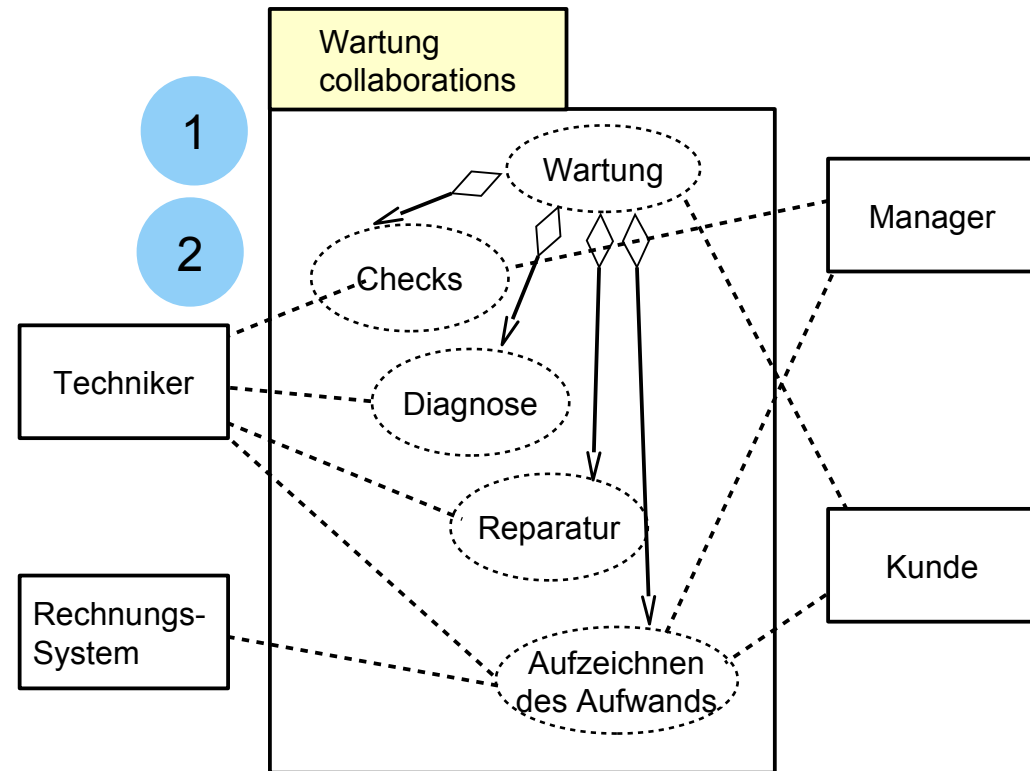 Wartung
collaborations
1
2
Wartung
Manager
Checks
Techniker
Diagnose
Reparatur
Kunde
Rechnungs-
System
Aufzeichnen
des Aufwands